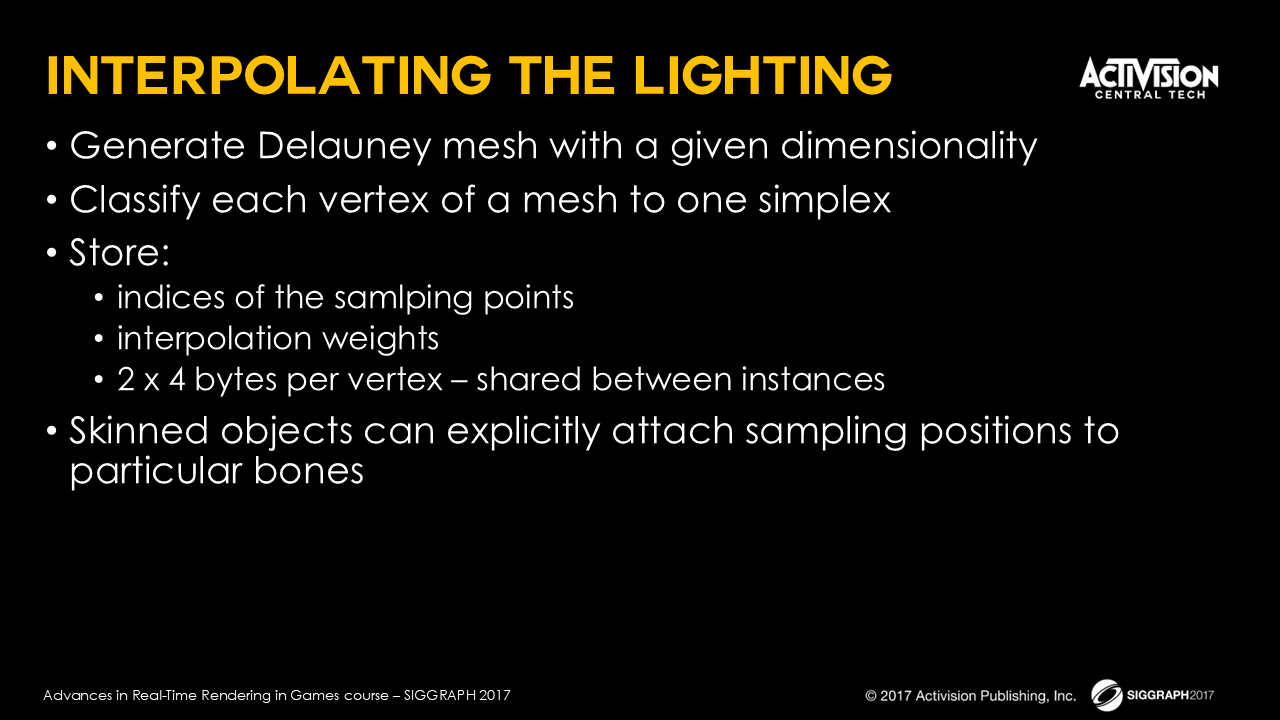 INTERPOLATING THE LIGHTING
ACTIVISION
CENTRAL TECH
• Generate Delauney mesh with a given dimensionality
• Classify each vertex of a mesh to one simplex
• Store:
• indices of the samlping points
• interpolation weights
• 2 x 4 bytes per vertex – shared between instances
• Skinned objects can explicitly attach sampling positions to
particular bones
Advances in Real-Time Rendering in Games course – SIGGRAPH 2017
© 2017 Activision Publishing, Inc.
SIGGRAPH2017